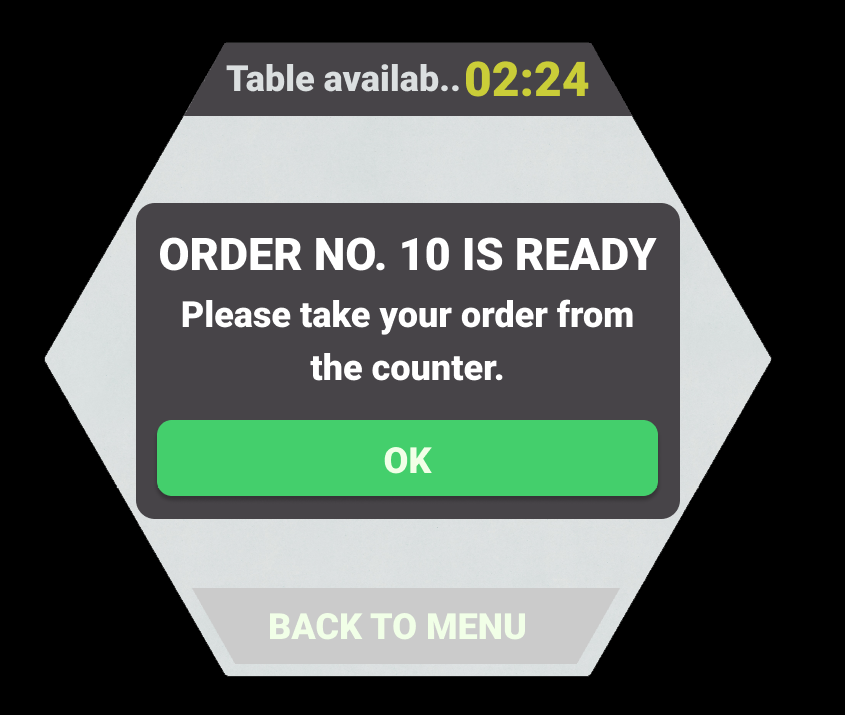 Table availab.. 02:24
ORDER NO. 10 IS READY
Please take your order from
the counter.
OK
BACK TO MENU